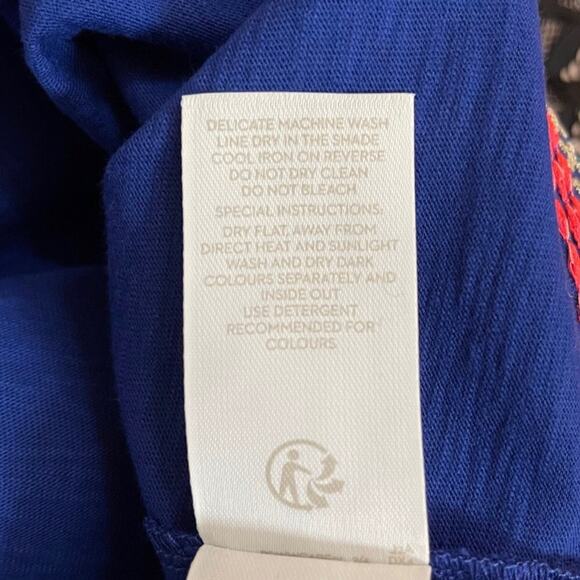 DELICATE MACHINE WASH
LINE DRY IN THE SHADE
COOL IRON ON REVERSE
DO NOT DRY CLEAN
DO NOT BLEACH
SPECIAL INSTRUCTIONS:
DRY FLAT, AWAY FROM
DIRECT HEAT AND SUNLIGHT
WASH AND DRY DARK
COLOURS SEPARATELY AND
INSIDE OUT
USE DETERGENT
RECOMMENDED FOR
COLOURS